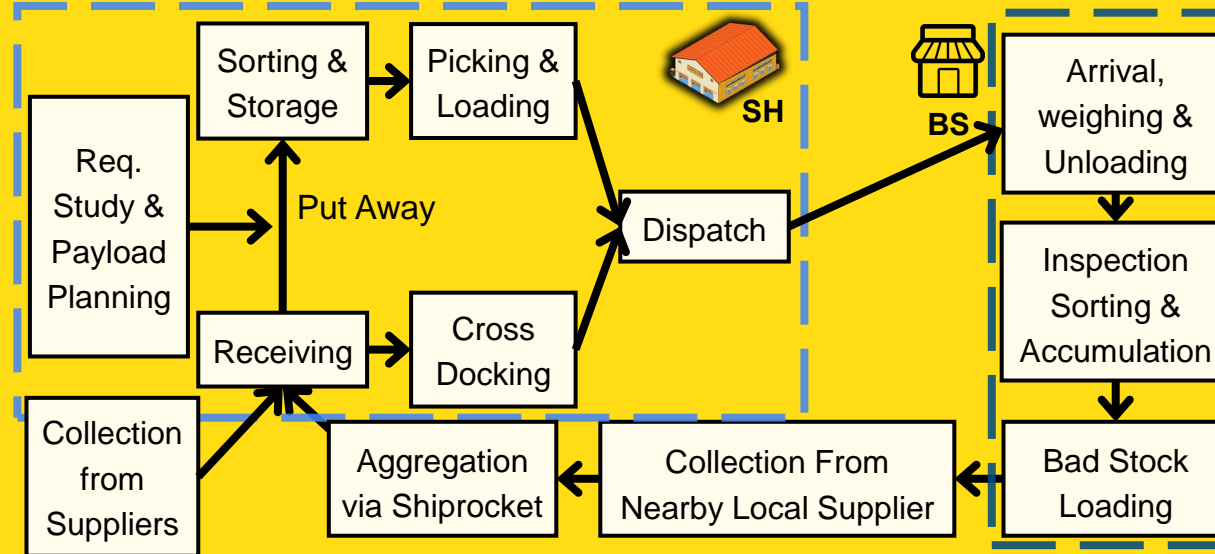 Req.
Study &
Payload
Planning
Sorting &
Storage
Picking &
Loading
SH
Put Away
Receiving
Cross
Docking
Dispatch
BS
Arrival,
weighing &
Unloading
Inspection
Sorting &
Accumulation
Bad Stock
Loading
Collection From
Nearby Local Supplier
Aggregation
via Shiprocket
Collection
from
Suppliers